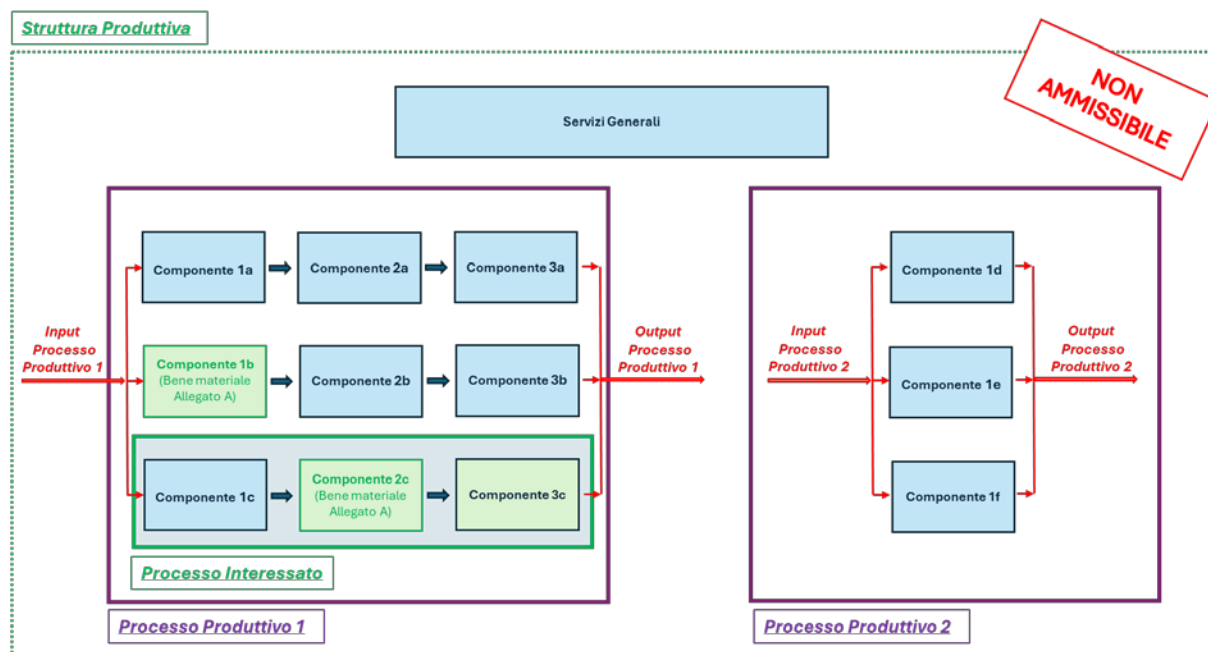 Struttura Produttiva
NON
AMMISSIBILE
Servizi Generali
Componente 1a
Componente 2a
Componente 3a
Input
Processo
Produttivo 1
Componente 1b
(Bene materiale
Allegato A)
Componente 2b
Componente 3b
Output
Processo
Produttivo 1
Componente 1c
Componente 2c
(Bene materiale
Allegato A)
Componente 3c
Processo Interessato
Processo Produttivo 1
Componente 1d
Input
Processo
Produttivo 2
Componente 1e
Output
Processo
Produttivo 2
Componente 1f
Processo Produttivo 2